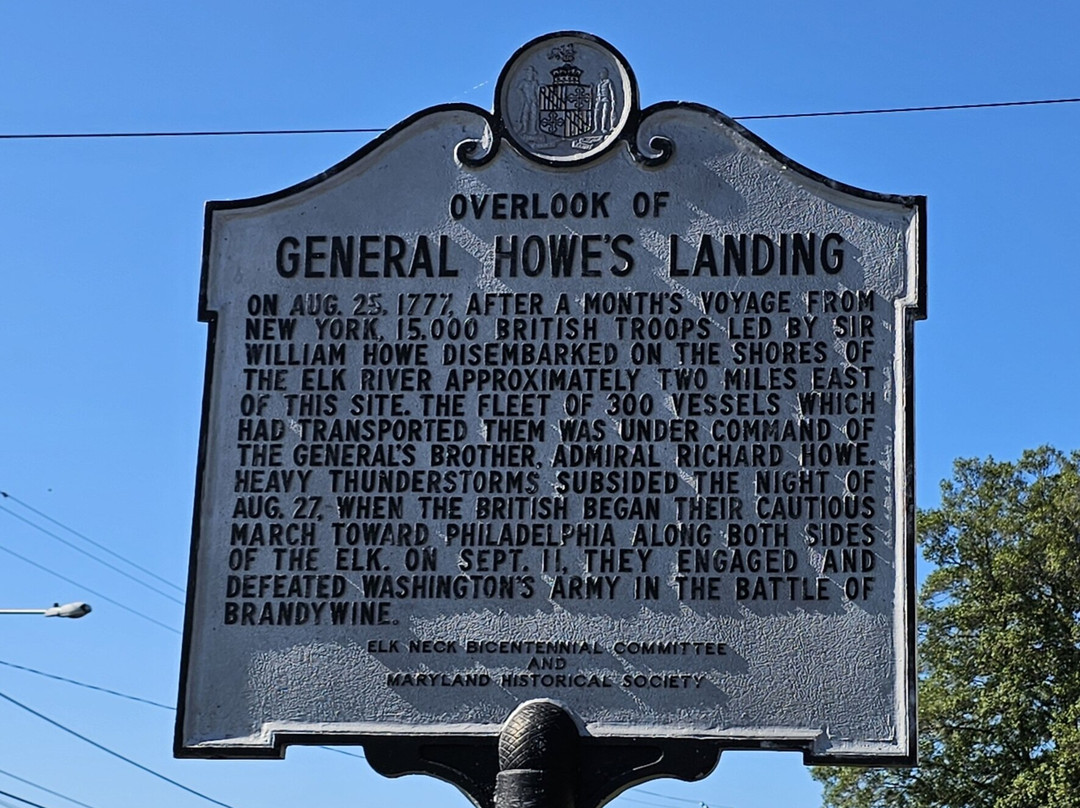 OVERLOOK OF
GENERAL HOWE'S LANDING
ON AUG. 25, 1777, AFTER A MONTH'S VOYAGE FROM
NEW YORK, 15,000 BRITISH TROOPS LED BY SIR
WILLIAM HOWE DISEMBARKED ON THE SHORES OF
THE ELK RIVER APPROXIMATELY TWO MILES EAST
OF THIS SITE. THE FLEET OF 300 VESSELS WHICH
HAD TRANSPORTED THEM WAS UNDER COMMAND OF
THE GENERAL'S BROTHER, ADMIRAL RICHARD HOWE.
HEAVY THUNDERSTORMS SUBSIDED THE NIGHT OF
AUG. 27, WHEN THE BRITISH BEGAN THEIR CAUTIOUS
MARCH TOWARD PHILADELPHIA ALONG BOTH SIDES
OF THE ELK. ON SEPT. 11, THEY ENGAGED AND
DEFEATED WASHINGTON'S ARMY IN THE BATTLE OF
BRANDYWINE.
ELK NECK BICENTENNIAL COMMITTEE
AND
MARYLAND HISTORICAL SOCIETY